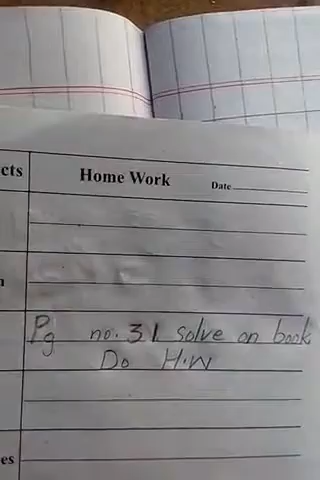 cts
Home Work Date
n
Pg no. 31 solve on book
Do H.W
es